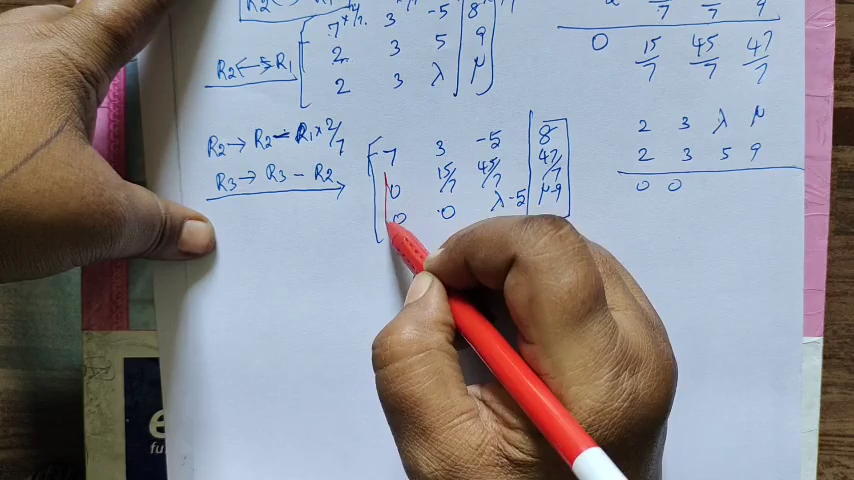 7 3 -5 | 8
R2 ↔ R1
2 3 5 | 9
2 3 λ | μ
0 15/7 45/7 47/7
R2 → R2 - R1 × 2/7
R3 → R3 - R2
7 3 -5 | 8
0 15/7 45/7 | 47/7
0 0 λ-5 | μ-9
2 3 λ μ
2 3 5 9
0 0